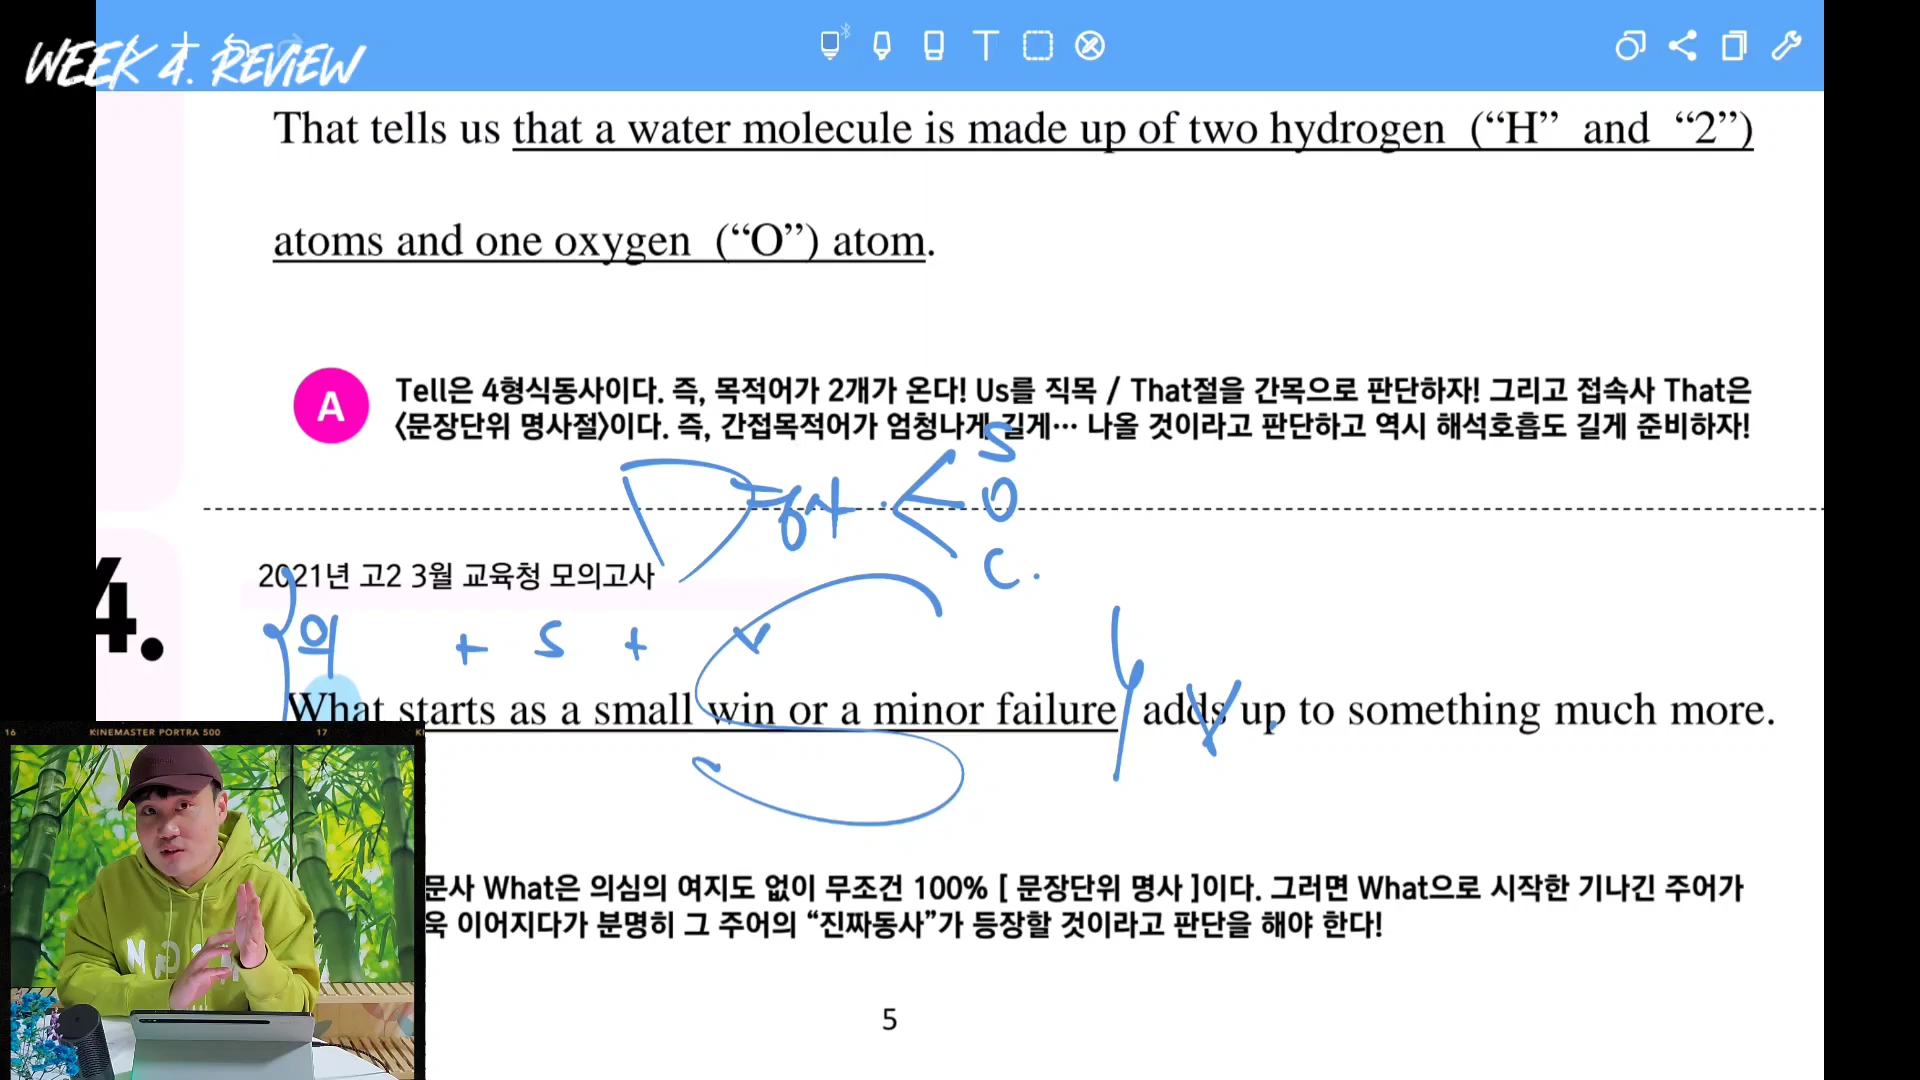 WEEK 4. REVIEW
T
That tells us that a water molecule is made up of two hydrogen (“H” and “2”)
atoms and one oxygen (“O”) atom.
A
Tell은 4형식동사이다. 즉, 목적어가 2개가 온다! Us를 직목 / That절을 간목으로 판단하자! 그리고 접속사 That은
〈문장단위 명사절〉이다. 즉, 간접목적어가 엄청나게 길게… 나올 것이라고 판단하고 역시 해석호흡도 길게 준비하자!
S
O
C.
2021년 고2 3월 교육청 모의고사
4.
의 + S + V
What starts as a small win or a minor failure adds up to something much more.
V
16 KINEMASTER PORTRA 500 17
문사 What은 의심의 여지도 없이 무조건 100% [ 문장단위 명사 ]이다. 그러면 What으로 시작한 기나긴 주어가
욱 이어지다가 분명히 그 주어의 “진짜동사”가 등장할 것이라고 판단을 해야 한다!
5